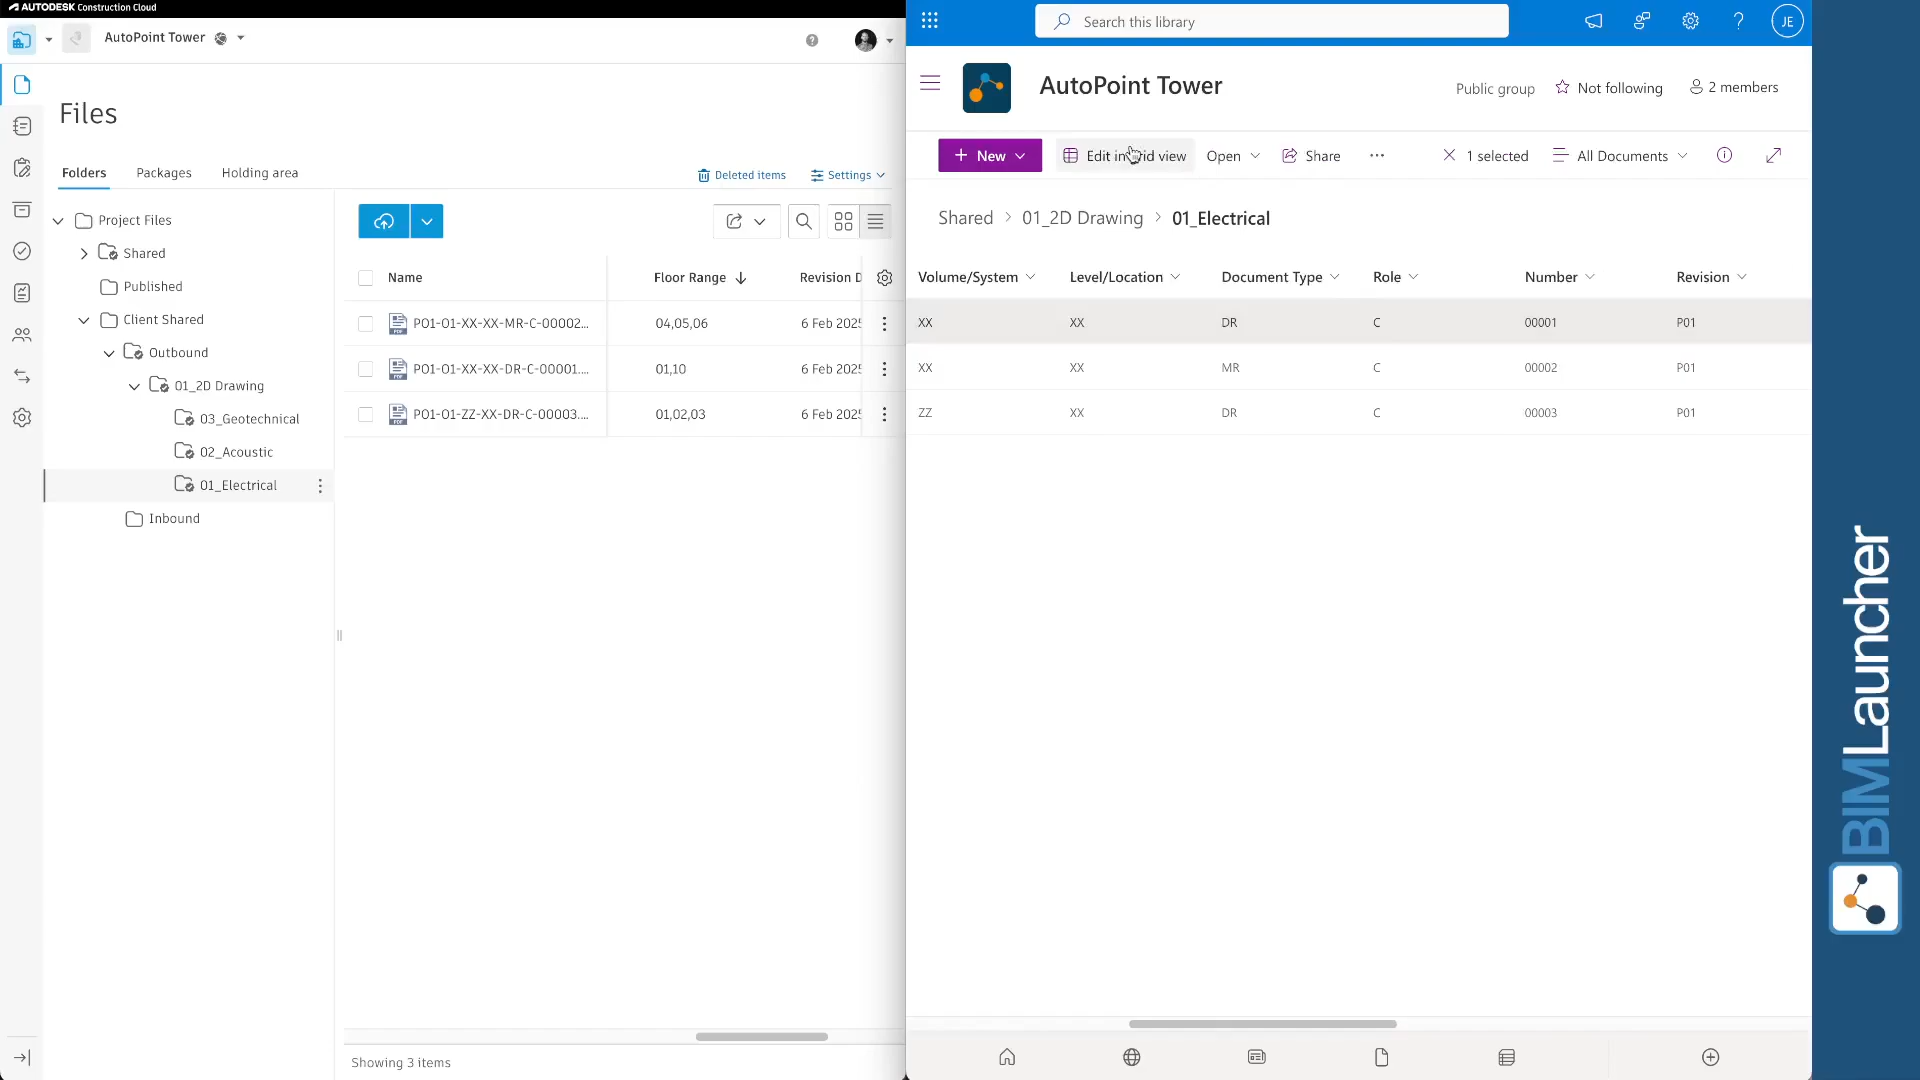 AUTODESK Construction Cloud
AutoPoint Tower
Files
Folders
Packages
Holding area
Deleted items
Settings
Project Files
Shared
Published
Client Shared
Outbound
01_2D Drawing
03_Geotechnical
02_Acoustic
01_Electrical
Inbound
Name
Floor Range
Revision D
PO1-O1-XX-XX-MR-C-00002...
04,05,06
6 Feb 2025
PO1-O1-XX-XX-DR-C-00001....
01,10
6 Feb 2025
PO1-O1-ZZ-XX-DR-C-00003....
01,02,03
6 Feb 2025
Showing 3 items
Search this library
JE
AutoPoint Tower
Public group
Not following
2 members
New
Edit in grid view
Open
Share
1 selected
All Documents
Shared > 01_2D Drawing > 01_Electrical
Volume/System
Level/Location
Document Type
Role
Number
Revision
XX XX DR C 00001 P01
XX XX MR C 00002 P01
ZZ XX DR C 00003 P01
BIMLauncher